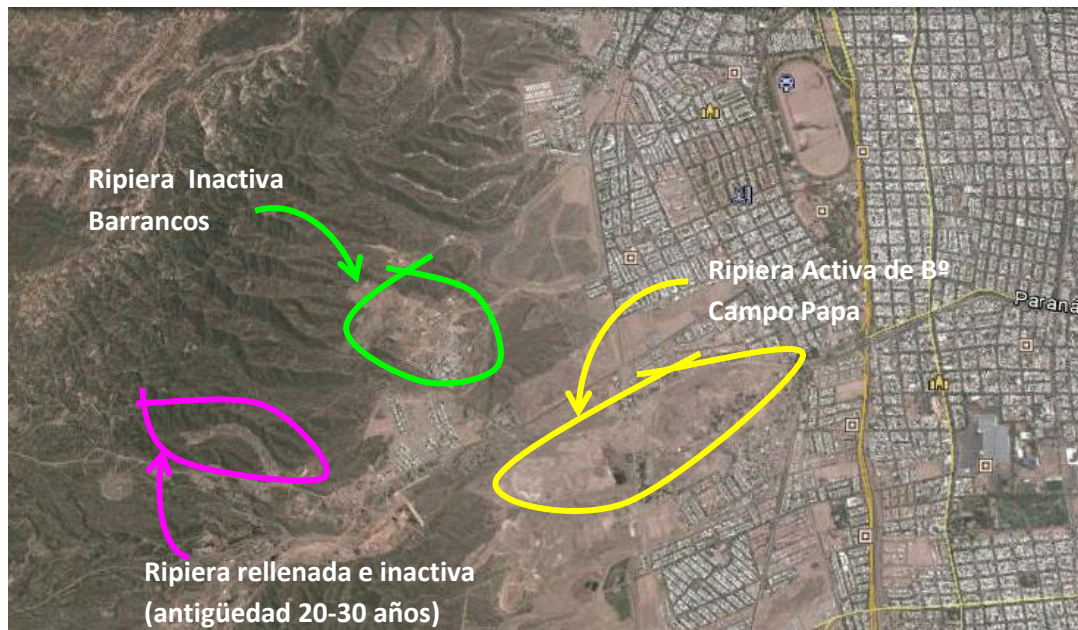 Ripiera Inactiva
Barrancos
Ripiera Activa de Bº
Campo Papa
Paraná
Ripiera rellenada e inactiva
(antigüedad 20-30 años)